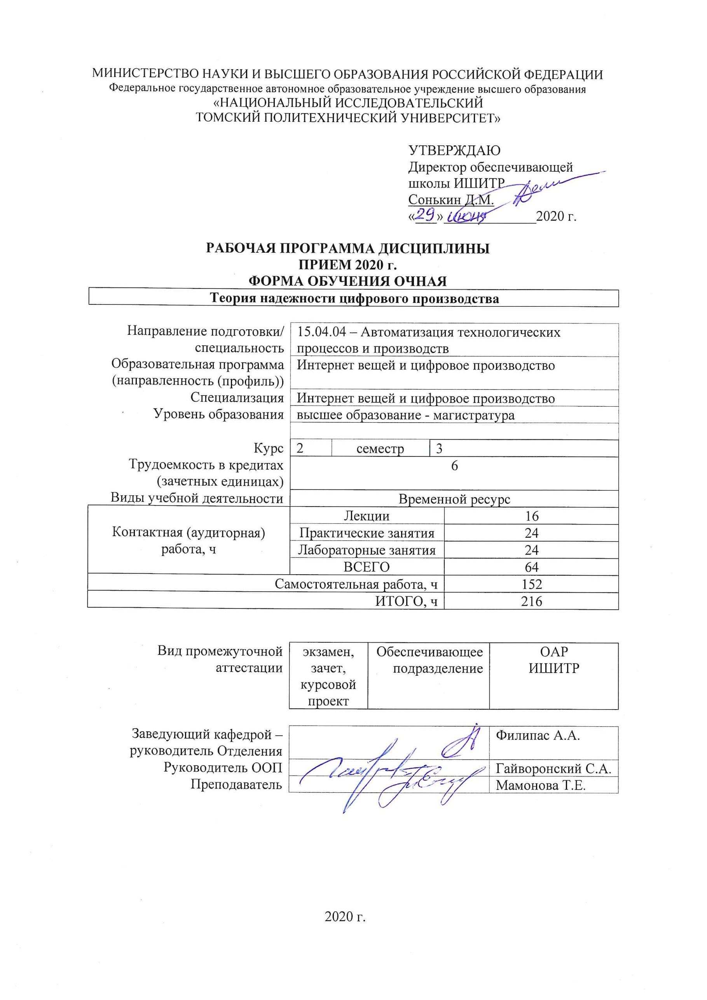 МИНИСТЕРСТВО НАУКИ И ВЫСШЕГО ОБРАЗОВАНИЯ РОССИЙСКОЙ ФЕДЕРАЦИИ
Федеральное государственное автономное образовательное учреждение высшего образования
«НАЦИОНАЛЬНЫЙ ИССЛЕДОВАТЕЛЬСКИЙ
ТОМСКИЙ ПОЛИТЕХНИЧЕСКИЙ УНИВЕРСИТЕТ»
УТВЕРЖДАЮ
Директор обеспечивающей
школы ИШИТР
Сонькин Д.М.
«29» июня 2020 г.
РАБОЧАЯ ПРОГРАММА ДИСЦИПЛИНЫ
ПРИЕМ 2020 г.
ФОРМА ОБУЧЕНИЯ ОЧНАЯ
Теория надежности цифрового производства
Направление подготовки/ 15.04.04 – Автоматизация технологических
специальность процессов и производств
Образовательная программа Интернет вещей и цифровое производство
(направленность (профиль))
Специализация Интернет вещей и цифровое производство
Уровень образования высшее образование - магистратура
Курс 2 семестр 3
Трудоемкость в кредитах 6
(зачетных единицах)
Виды учебной деятельности Временной ресурс
Лекции 16
Контактная (аудиторная) Практические занятия 24
работа, ч Лабораторные занятия 24
ВСЕГО 64
Самостоятельная работа, ч 152
ИТОГО, ч 216
Вид промежуточной экзамен, Обеспечивающее ОАР
аттестации зачет, подразделение ИШИТР
курсовой
проект
Заведующий кафедрой – Филипас А.А.
руководитель Отделения
Руководитель ООП Гайворонский С.А.
Преподаватель Мамонова Т.Е.
2020 г.